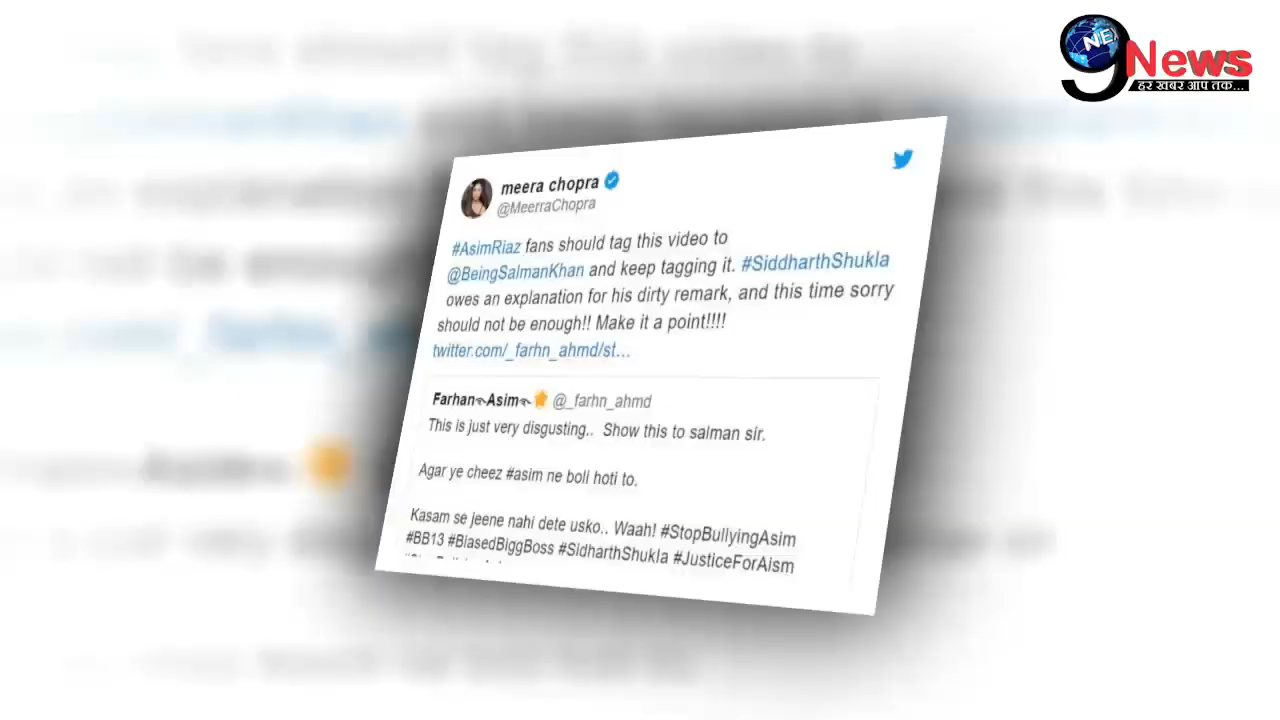 NE
9 News
हर खबर आप तक...
meera chopra
@MeerraChopra
#AsimRiaz fans should tag this video to
@BeingSalmanKhan and keep tagging it. #SiddharthShukla
owes an explanation for his dirty remark, and this time sorry
should not be enough!! Make it a point!!!!
twitter.com/_farhn_ahmd/st...
Farhan Asim @_farhn_ahmd
This is just very disgusting.. Show this to salman sir.
Agar ye cheez #asim ne boli hoti to.
Kasam se jeene nahi dete usko.. Waah! #StopBullyingAsim
#BB13 #BlasedBiggBoss #SidharthShukla #JusticeForAism